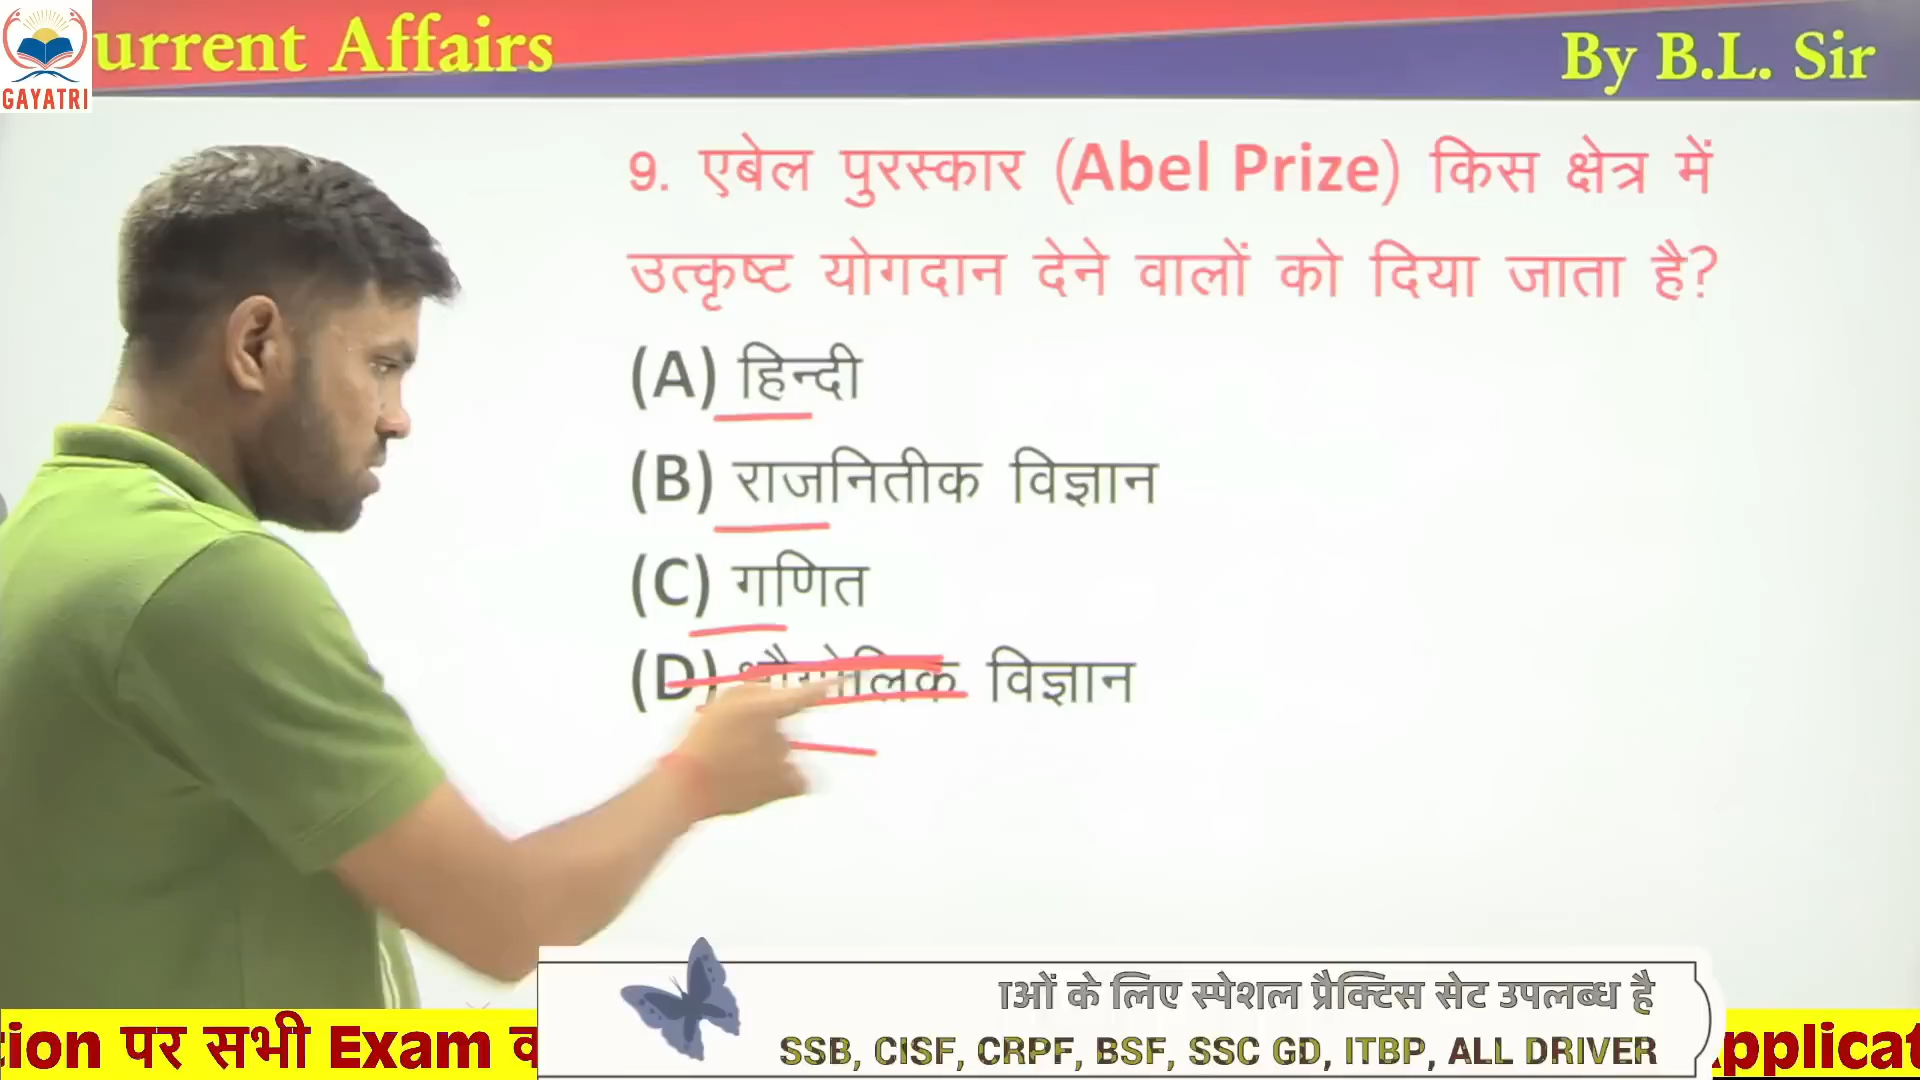 GAYATRI
urrent Affairs
By B.L. Sir
9. एबेल पुरस्कार (Abel Prize) किस क्षेत्र में
उत्कृष्ट योगदान देने वालों को दिया जाता है?
(A) हिन्दी
(B) राजनितीक विज्ञान
(C) गणित
(D) भौगोलिक विज्ञान
ाओं के लिए स्पेशल प्रैक्टिस सेट उपलब्ध है
SSB, CISF, CRPF, BSF, SSC GD, ITBP, ALL DRIVER
tion पर सभी Exam क pplicat